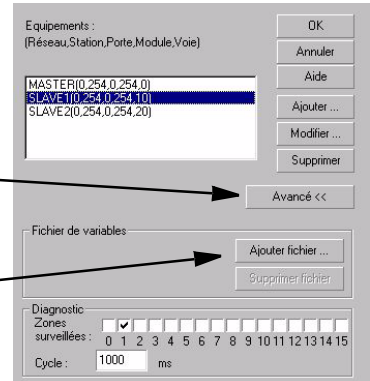 Equipements :
(Réseau,Station,Porte,Module,Voie)
MASTER(0,254,0,254,0)
SLAVE1(0,254,0,254,10)
SLAVE2(0,254,0,254,20)
OK
Annuler
Aide
Ajouter ...
Modifier ...
Supprimer
Avancé <<
Fichier de variables
Ajouter fichier ...
Supprimer fichier
Diagnostic
Zones
surveillées :
0 1 2 3 4 5 6 7 8 9 10 11 12 13 14 15
Cycle : 1000 ms